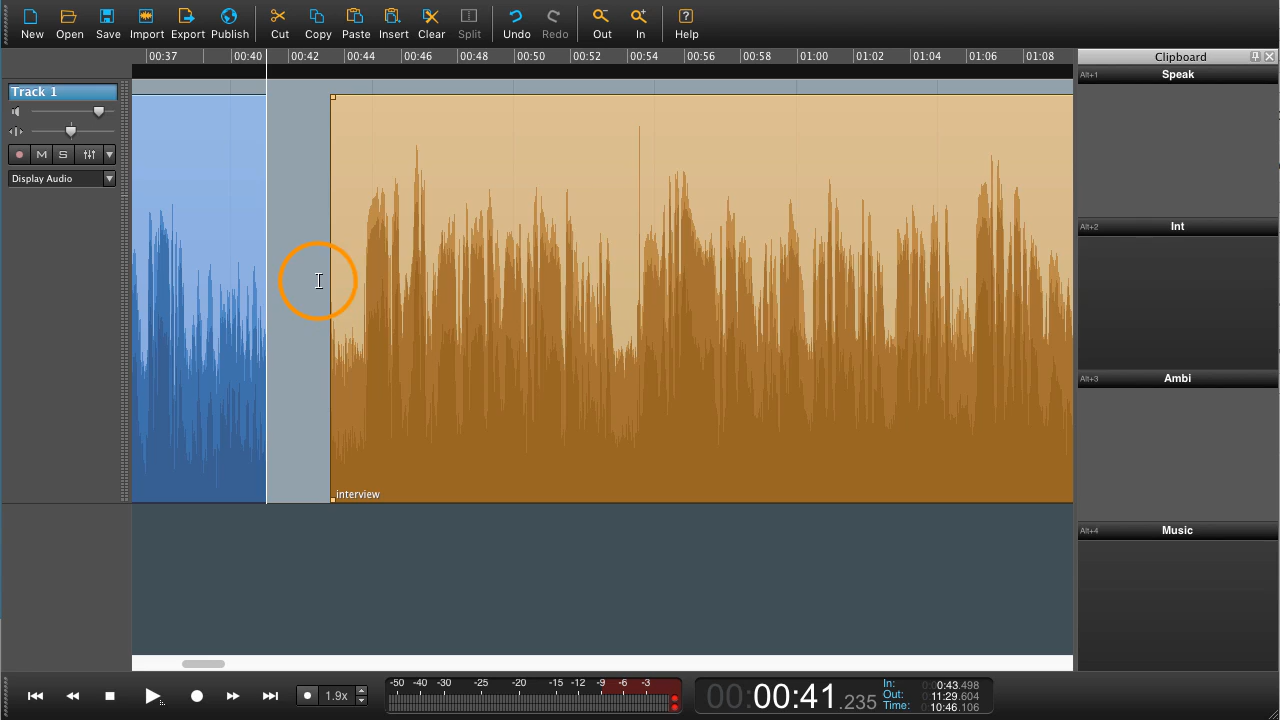 New Open Save Import Export Publish Cut Copy Paste Insert Clear Split Undo Redo Out In Help
00:37 00:40 00:42 00:44 00:46 00:48 00:50 00:52 00:54 00:56 00:58 01:00 01:02 01:04 01:06 01:08
Clipboard
Alt+1 Speak
Track 1
M S
Display Audio
Alt+2 Int
Alt+3 Ambi
interview
Alt+4 Music
1.9x
-50 -40 -30 -25 -20 -15 -12 -9 -6 -3
00:00:41.235
In: 0:0:43.498
Out: 0:11:29.604
Time: 0:10:46.106